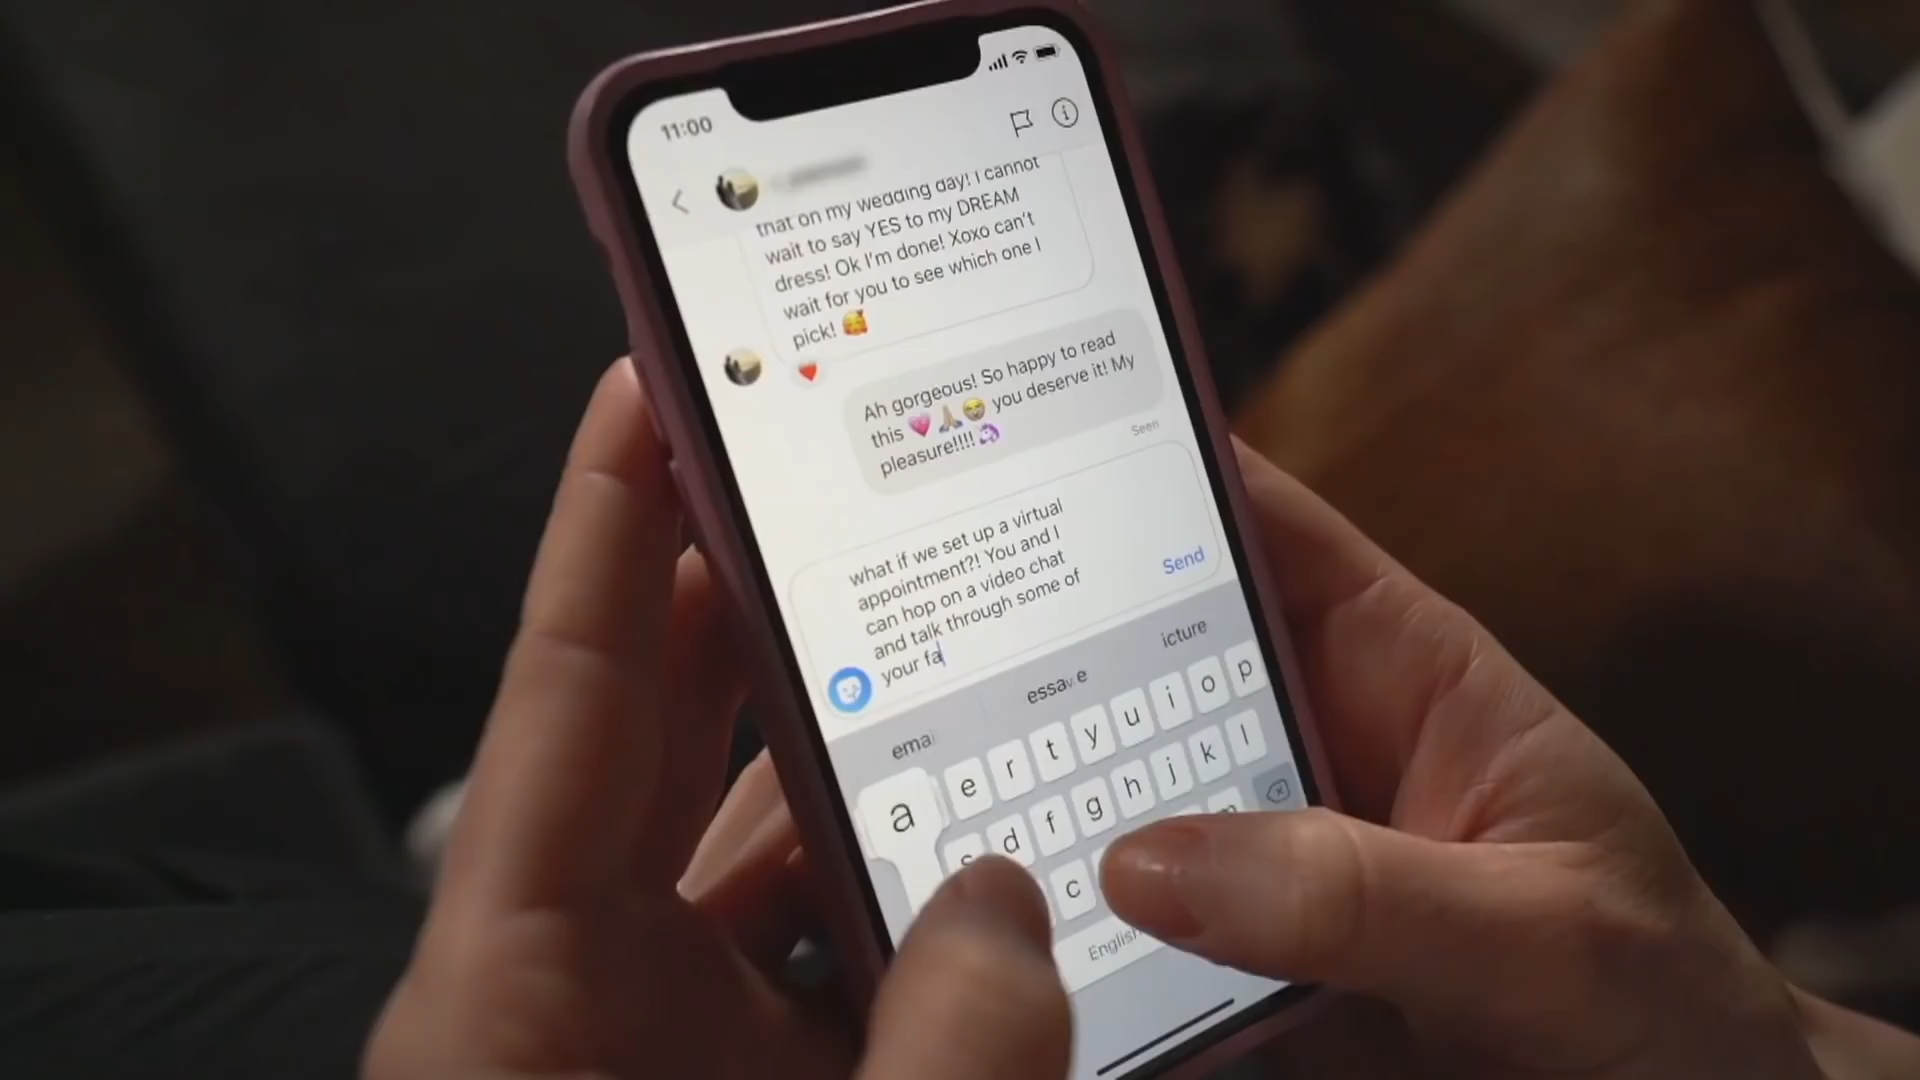 11:00
that on my wedding day! I cannot
wait to say YES to my DREAM
dress! Ok I'm done! Xoxo can't
wait for you to see which one I
pick! 🥰
Ah gorgeous! So happy to read
this 💗🙏🏼😭 you deserve it! My
pleasure!!!! 🦄
Seen
what if we set up a virtual
appointment?! You and I
can hop on a video chat
and talk through some of
your fa
Send
icture
e r t y u i o p
a s d f g h j k l
c
English